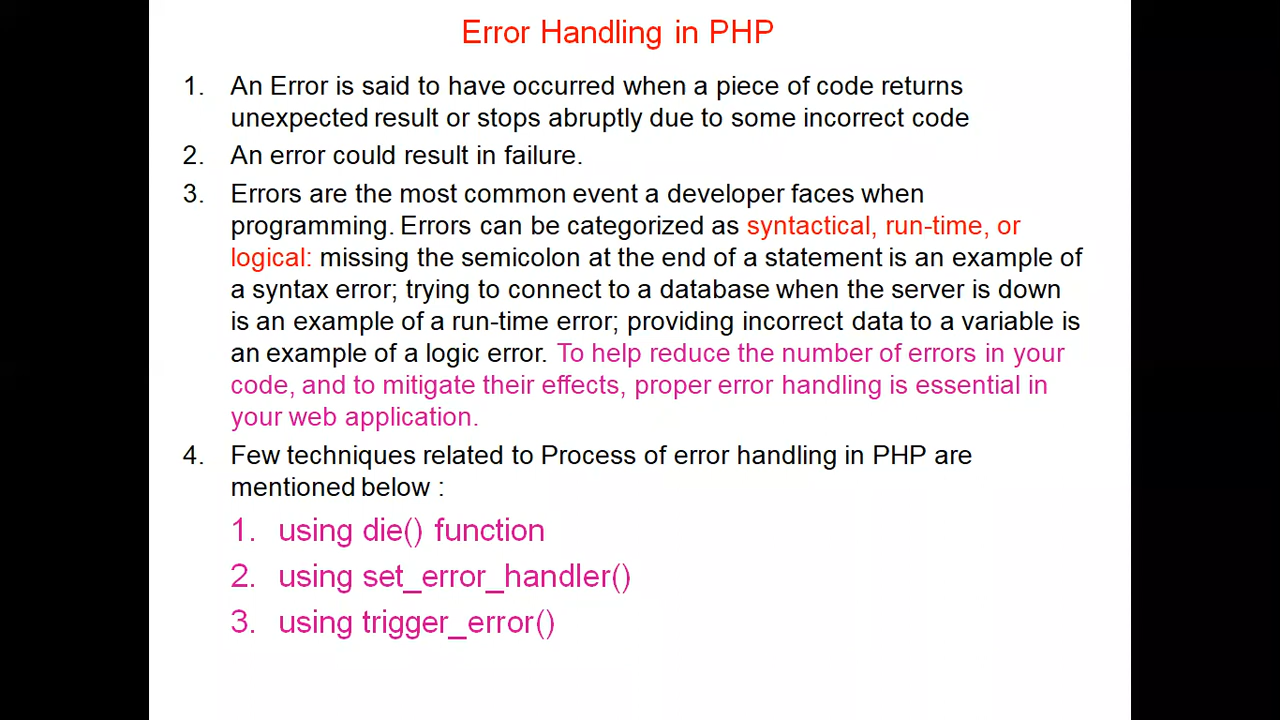 Error Handling in PHP
1. An Error is said to have occurred when a piece of code returns
unexpected result or stops abruptly due to some incorrect code
2. An error could result in failure.
3. Errors are the most common event a developer faces when
programming. Errors can be categorized as syntactical, run-time, or
logical: missing the semicolon at the end of a statement is an example of
a syntax error; trying to connect to a database when the server is down
is an example of a run-time error; providing incorrect data to a variable is
an example of a logic error. To help reduce the number of errors in your
code, and to mitigate their effects, proper error handling is essential in
your web application.
4. Few techniques related to Process of error handling in PHP are
mentioned below :
1. using die() function
2. using set_error_handler()
3. using trigger_error()